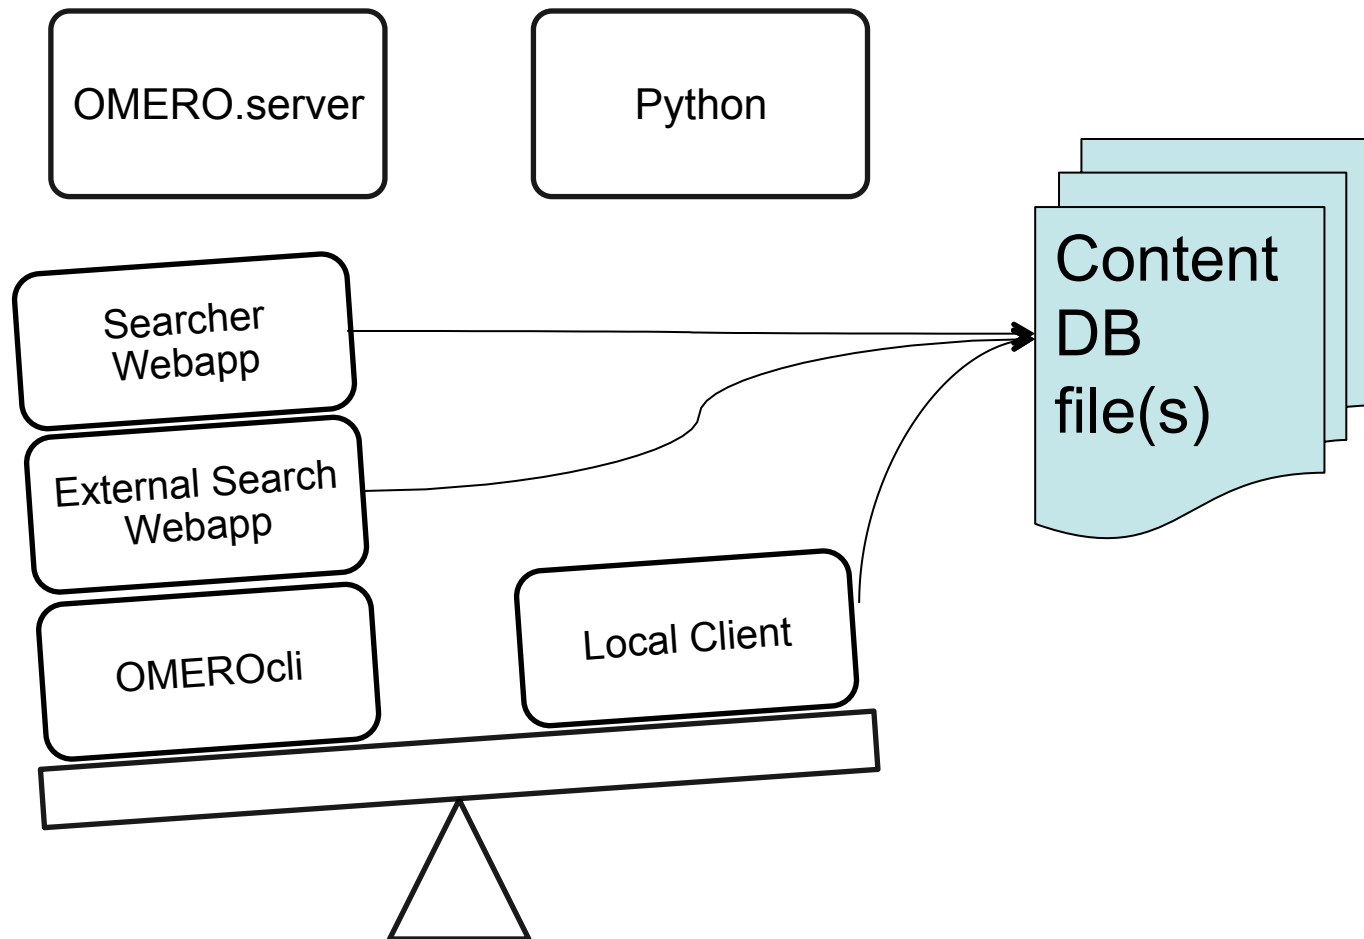 OMERO.server
Python
Searcher
Webapp
Content
DB
file(s)
External Search
Webapp
OMEROcli
Local Client